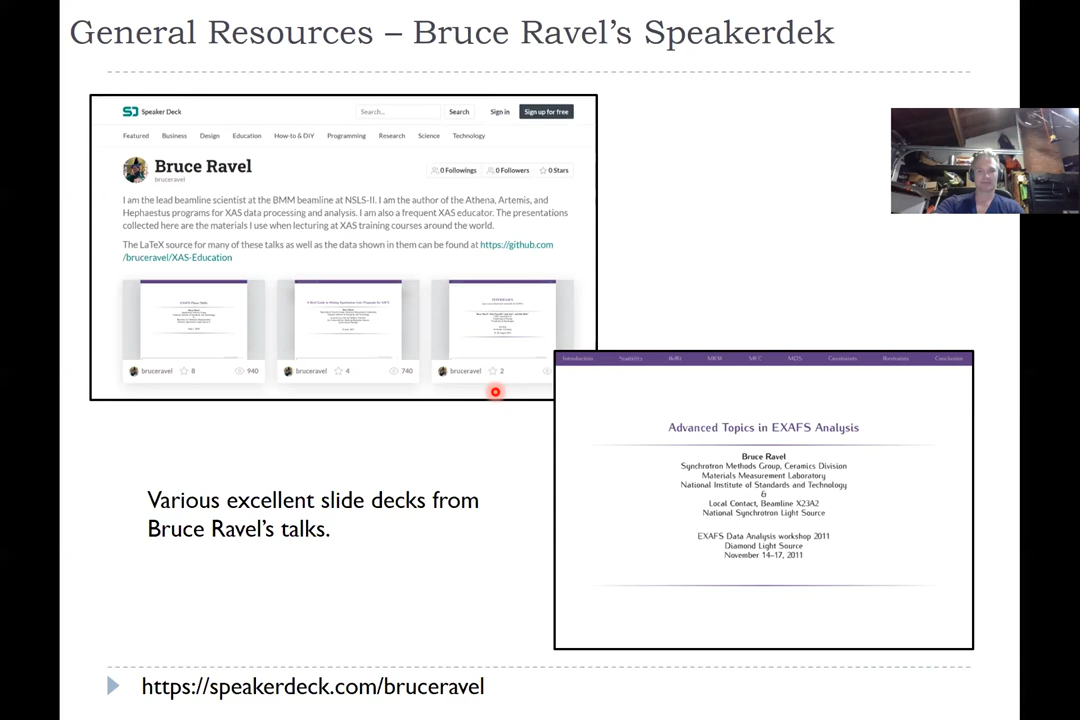 General Resources – Bruce Ravel's Speakerdek
Speaker Deck
Search...
Search
Sign in
Sign up for free
Featured Business Design Education How-to & DIY Programming Research Science Technology
Bruce Ravel
bruceravel
0 Followings
0 Followers
0 Stars
I am the lead beamline scientist at the BMM beamline at NSLS-II. I am the author of the Athena, Artemis, and
Hephaestus programs for XAS data processing and analysis. I am also a frequent XAS educator. The presentations
collected here are the materials I use when lecturing at XAS training courses around the world.
The LaTeX source for many of these talks as well as the data shown in them can be found at https://github.com
/bruceravel/XAS-Education
bruceravel 8 940
bruceravel 4 740
bruceravel 2
Introduction Statistics MRM MFC MDS Constraints Restraints Conclusion
Advanced Topics in EXAFS Analysis
Bruce Ravel
Synchrotron Methods Group, Ceramics Division
Materials Measurement Laboratory
National Institute of Standards and Technology
&
Local Contact, Beamline X23A2
National Synchrotron Light Source
EXAFS Data Analysis workshop 2011
Diamond Light Source
November 14–17, 2011
Various excellent slide decks from
Bruce Ravel's talks.
https://speakerdeck.com/bruceravel